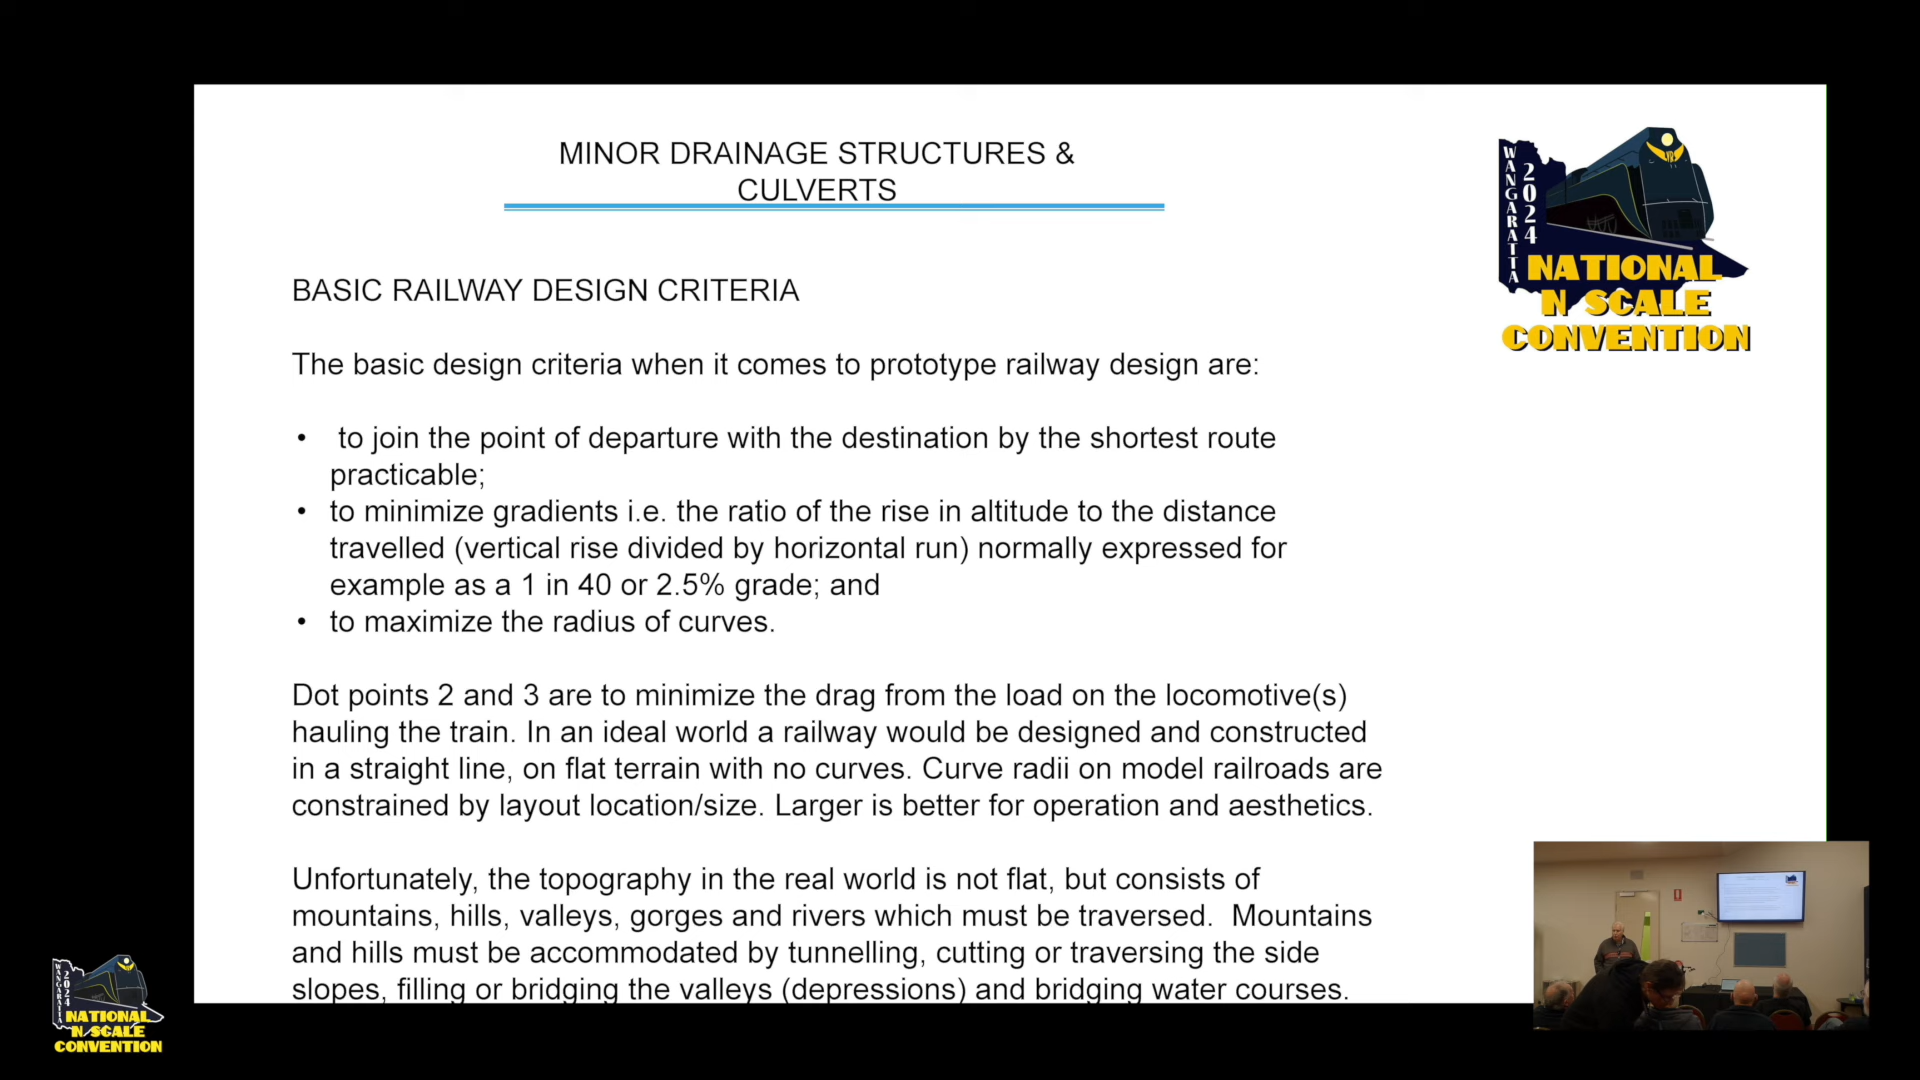 MINOR DRAINAGE STRUCTURES &
CULVERTS
WANGARATTA
2024
NATIONAL
N SCALE
CONVENTION
BASIC RAILWAY DESIGN CRITERIA
The basic design criteria when it comes to prototype railway design are:
• to join the point of departure with the destination by the shortest route
practicable;
• to minimize gradients i.e. the ratio of the rise in altitude to the distance
travelled (vertical rise divided by horizontal run) normally expressed for
example as a 1 in 40 or 2.5% grade; and
• to maximize the radius of curves.
Dot points 2 and 3 are to minimize the drag from the load on the locomotive(s)
hauling the train. In an ideal world a railway would be designed and constructed
in a straight line, on flat terrain with no curves. Curve radii on model railroads are
constrained by layout location/size. Larger is better for operation and aesthetics.
Unfortunately, the topography in the real world is not flat, but consists of
mountains, hills, valleys, gorges and rivers which must be traversed.  Mountains
and hills must be accommodated by tunnelling, cutting or traversing the side
slopes, filling or bridging the valleys (depressions) and bridging water courses.
WANGARATTA
2024
NATIONAL
N SCALE
CONVENTION